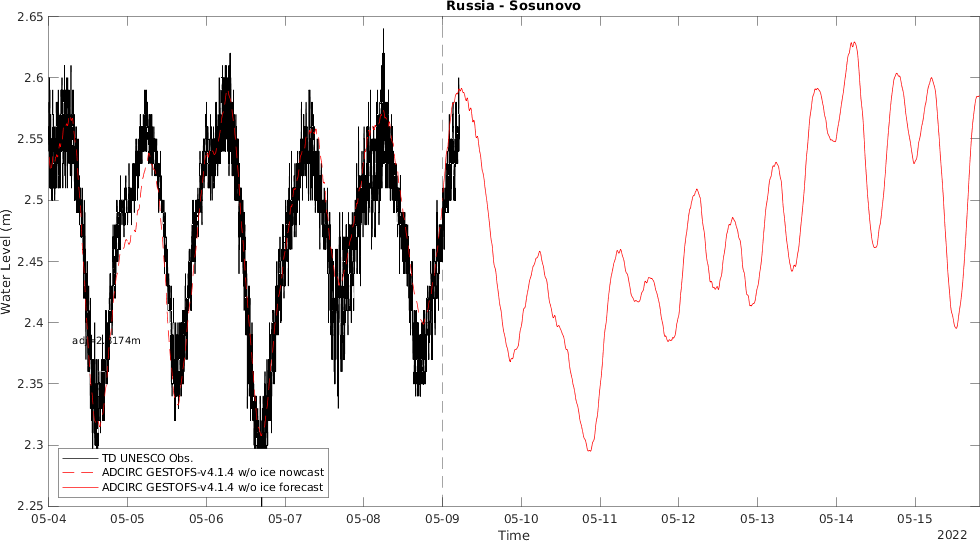 Russia - Sosunovo
2.65
2.6
2.55
2.5
2.45
2.4
2.35
2.3
2.25
Water Level (m)
TD UNESCO Obs.
ADCIRC GESTOFS-v4.1.4 w/o ice nowcast
ADCIRC GESTOFS-v4.1.4 w/o ice forecast
05-04 05-05 05-06 05-07 05-08 05-09 05-10 05-11 05-12 05-13 05-14 05-15
Time
2022